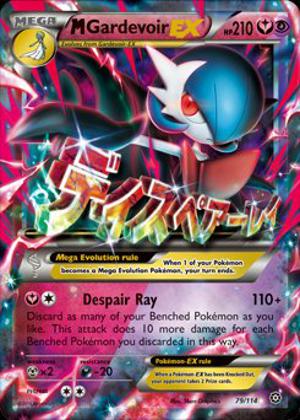 MEGA
M Gardevoir EX
HP210
Evolves from Gardevoir-EX
ディスペアーレイ
Mega Evolution rule
When 1 of your Pokémon
becomes a Mega Evolution Pokémon, your turn ends.
Despair Ray 110+
Discard as many of your Benched Pokémon as you
like. This attack does 10 more damage for each
Benched Pokémon you discarded in this way.
weakness
×2
resistance
-20
Pokémon-EX rule
When a Pokémon-EX has been Knocked Out, your
opponent takes 2 Prize cards.
retreat
79/114